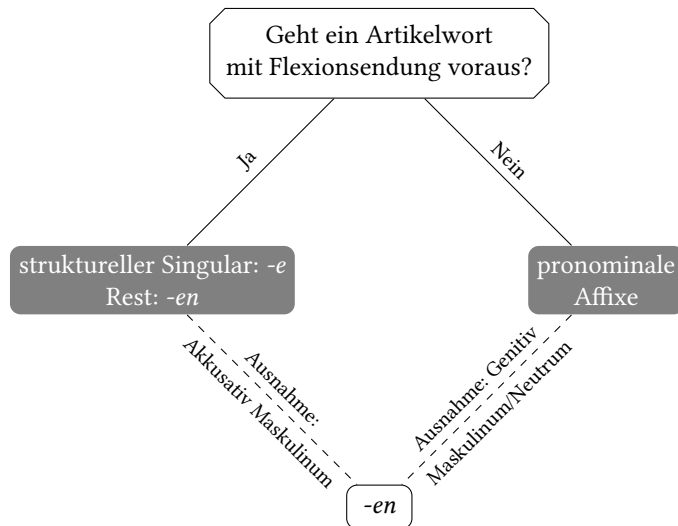 Geht ein Artikelwort
mit Flexionsendung voraus?
Ja
Nein
struktureller Singular: -e
Rest: -en
pronominale
Affixe
Ausnahme:
Akkusativ Maskulinum
Ausnahme: Genitiv
Maskulinum/Neutrum
-en